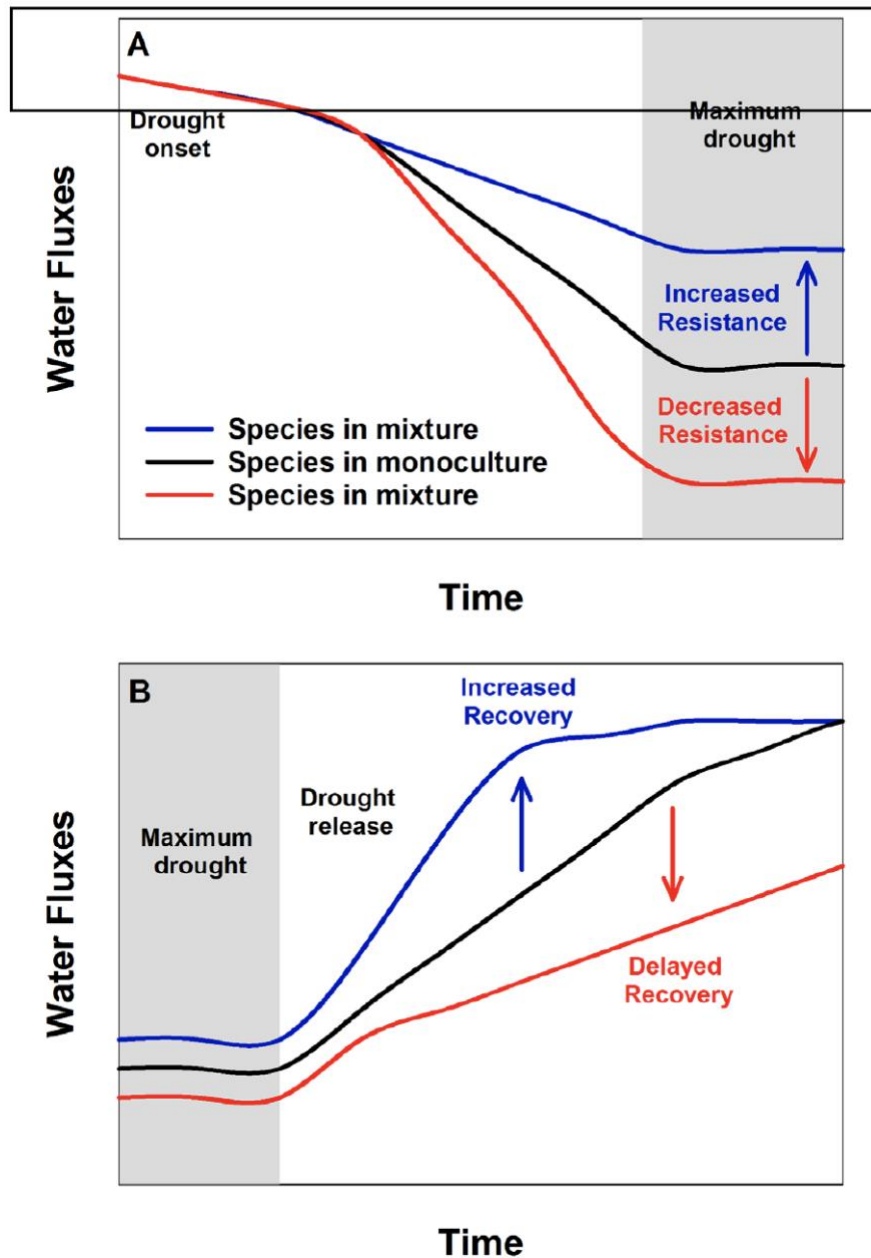 A
Drought
onset
Maximum
drought
Water Fluxes
Increased
Resistance
Decreased
Resistance
Species in mixture
Species in monoculture
Species in mixture
Time
B
Increased
Recovery
Drought
release
Maximum
drought
Water Fluxes
Delayed
Recovery
Time